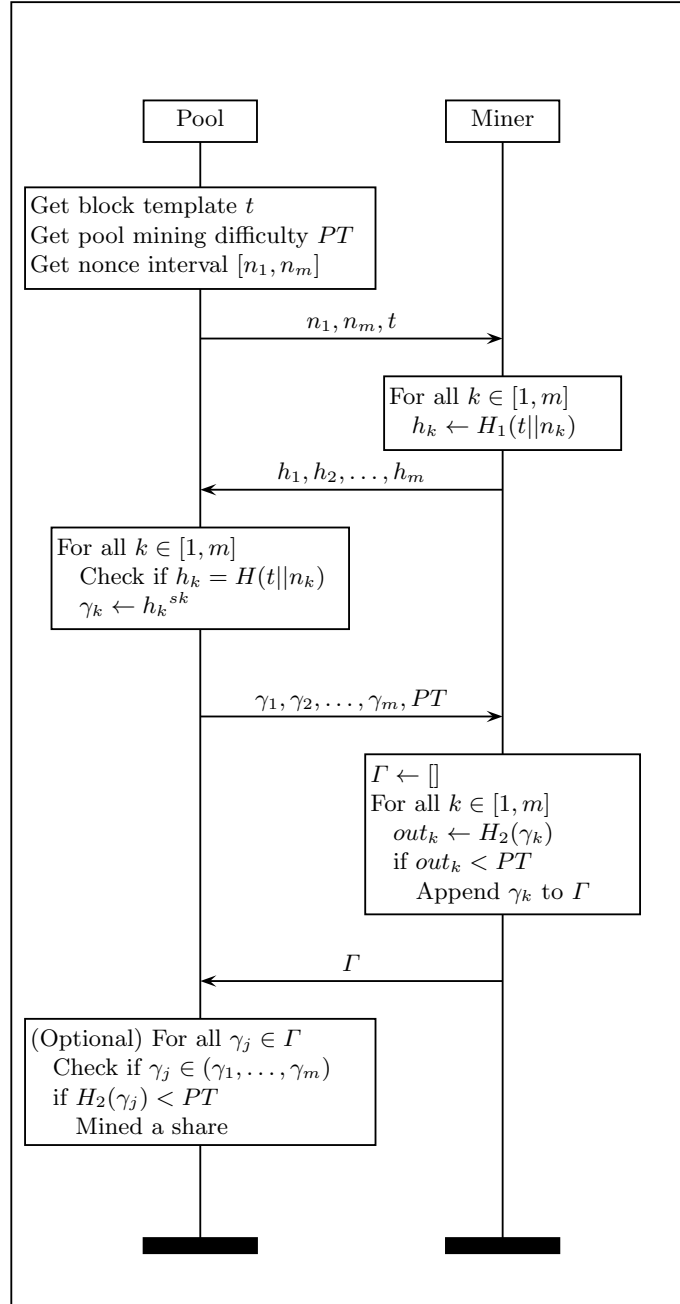 Pool
Miner
Get block template t
Get pool mining difficulty PT
Get nonce interval [n₁, nₘ]
n₁, nₘ, t
For all k ∈ [1, m]
hₖ ← H₁(t||nₖ)
h₁, h₂, . . . , hₘ
For all k ∈ [1, m]
Check if hₖ = H(t||nₖ)
γₖ ← hₖˢᵏ
γ₁, γ₂, . . . , γₘ, PT
Γ ← []
For all k ∈ [1, m]
outₖ ← H₂(γₖ)
if outₖ < PT
Append γₖ to Γ
Γ
(Optional) For all γⱼ ∈ Γ
Check if γⱼ ∈ (γ₁, . . . , γₘ)
if H₂(γⱼ) < PT
Mined a share